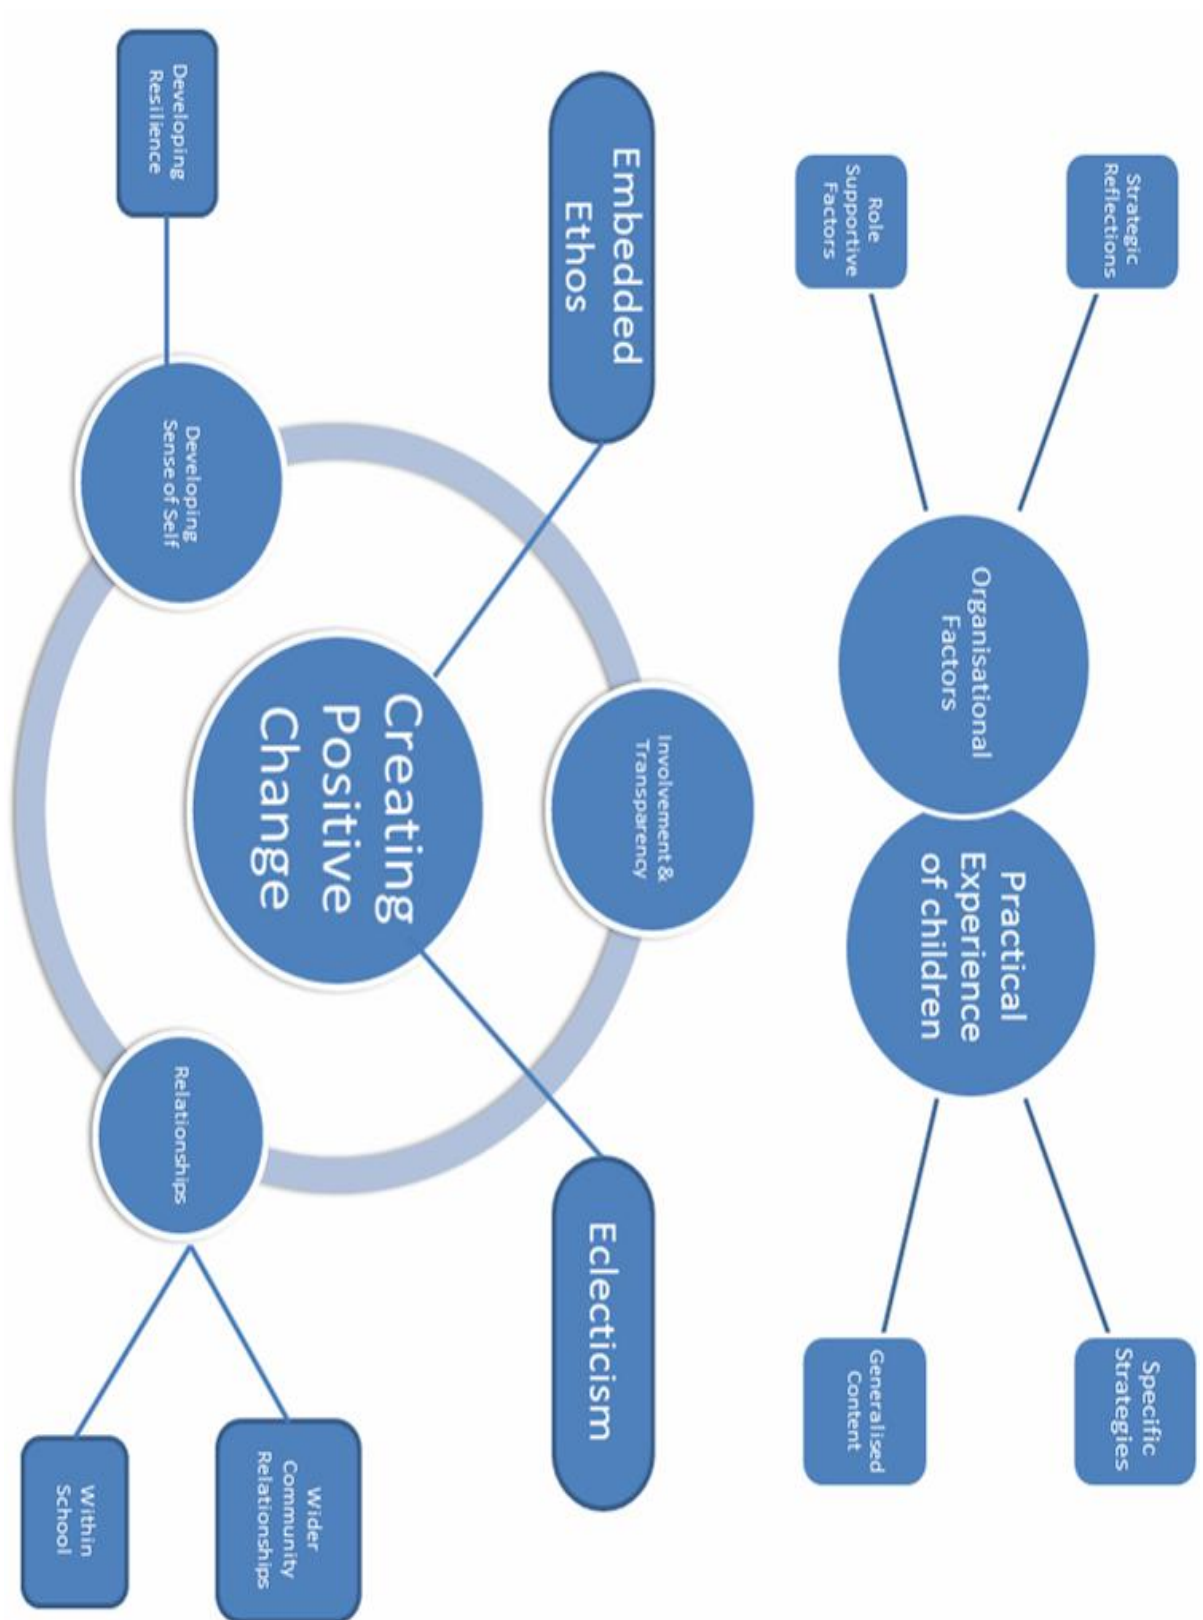 Strategic
Reflections
Specific
Strategies
Organisational
Factors
Practical
Experience
of children
Role
Supportive
Factors
Generalised
Content
Involvement &
Transparency
Embedded
Ethos
Eclecticism
Creating
Positive
Change
Wider
Community
Relationships
Developing
Sense of Self
Relationships
Developing
Resilience
Within
School